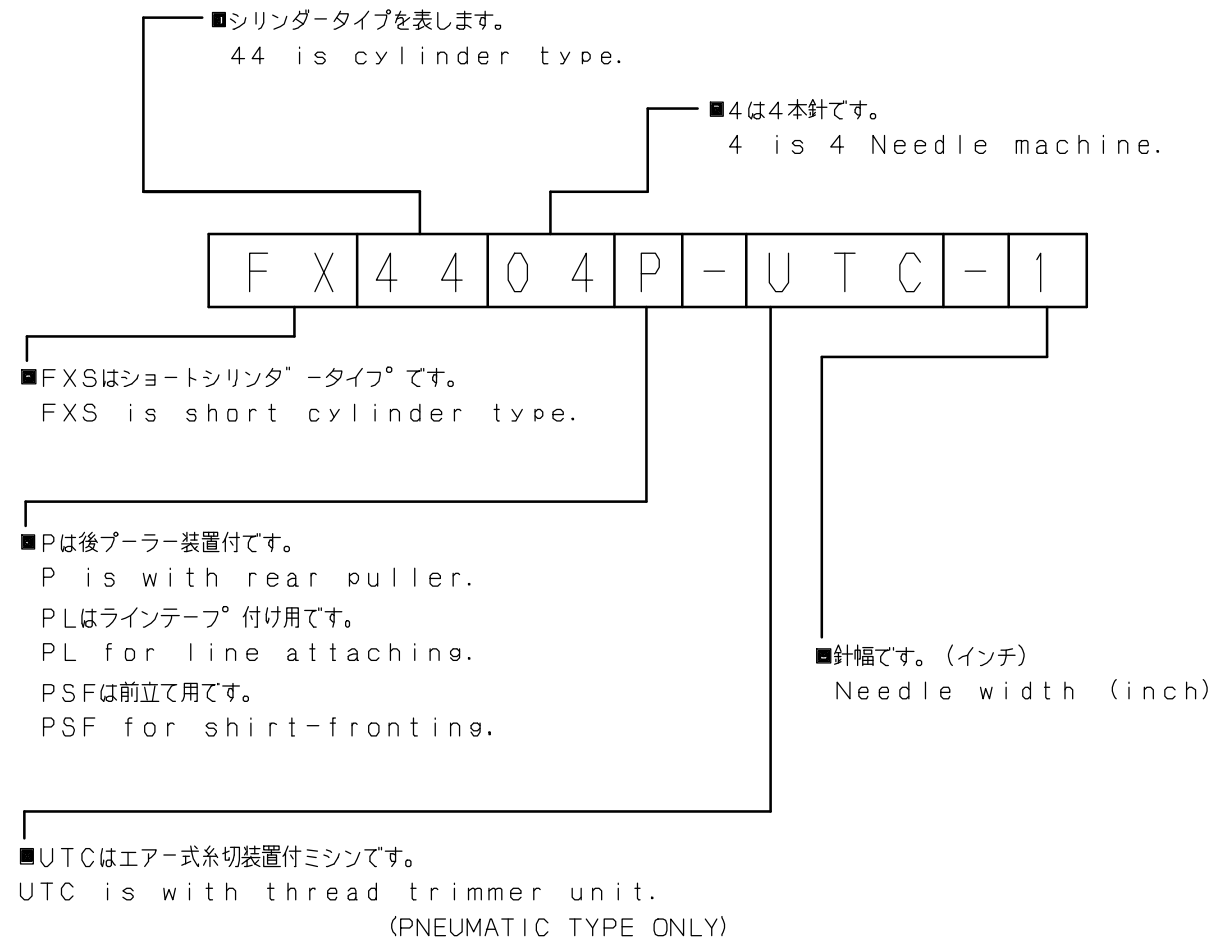 ■シリンダータイプを表します。
44 is cylinder type.
■4は4本針です。
4 is 4 Needle machine.
FX4404P-UTC-1
■FXSはショートシリンタ゛ータイフ゜です。
FXS is short cylinder type.
■Pは後プーラー装置付です。
P is with rear puller.
PLはラインテーフ゜付け用です。
PL for line attaching.
PSFは前立て用です。
PSF for shirt-fronting.
■針幅です。(インチ)
Needle width (inch)
■UTCはエアー式糸切装置付ミシンです。
UTC is with thread trimmer unit.
(PNEUMATIC TYPE ONLY)